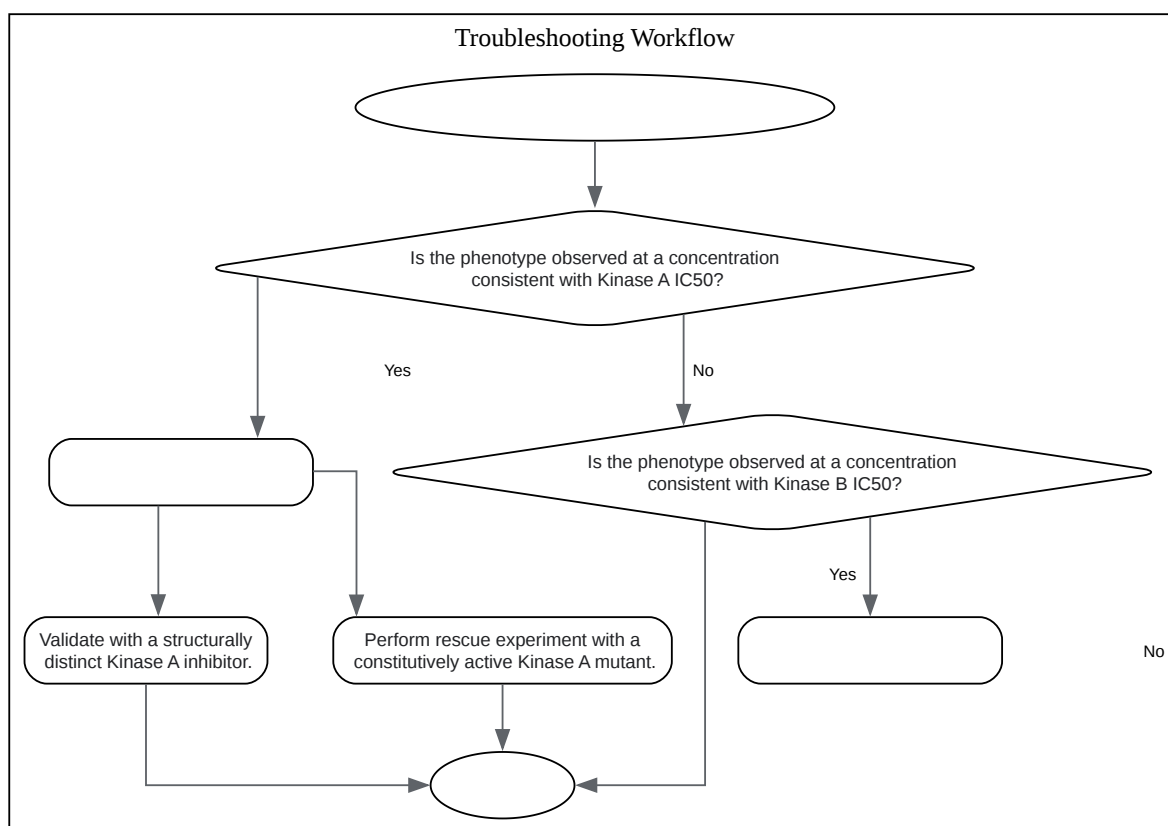 Troubleshooting Workflow
Is the phenotype observed at a concentration
consistent with Kinase A IC50?
Yes
No
Is the phenotype observed at a concentration
consistent with Kinase B IC50?
Yes
Validate with a structurally
distinct Kinase A inhibitor.
Perform rescue experiment with a
constitutively active Kinase A mutant.
No